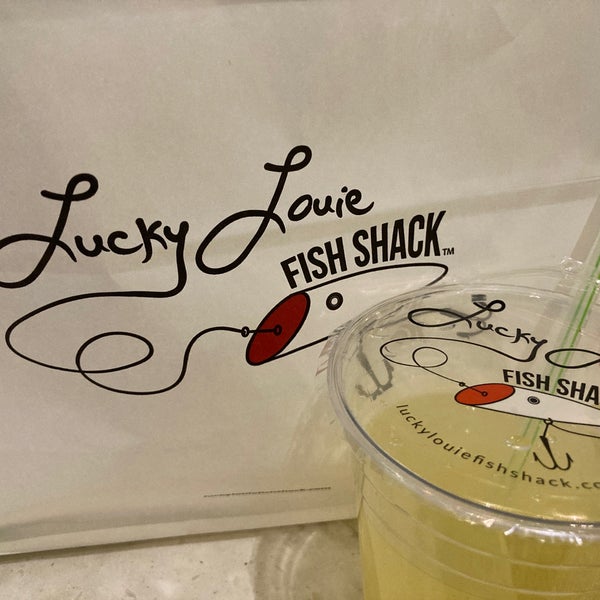 Lucky Louie
FISH SHACK™
Lucky
FISH SHA
luckylouiefishshack.co